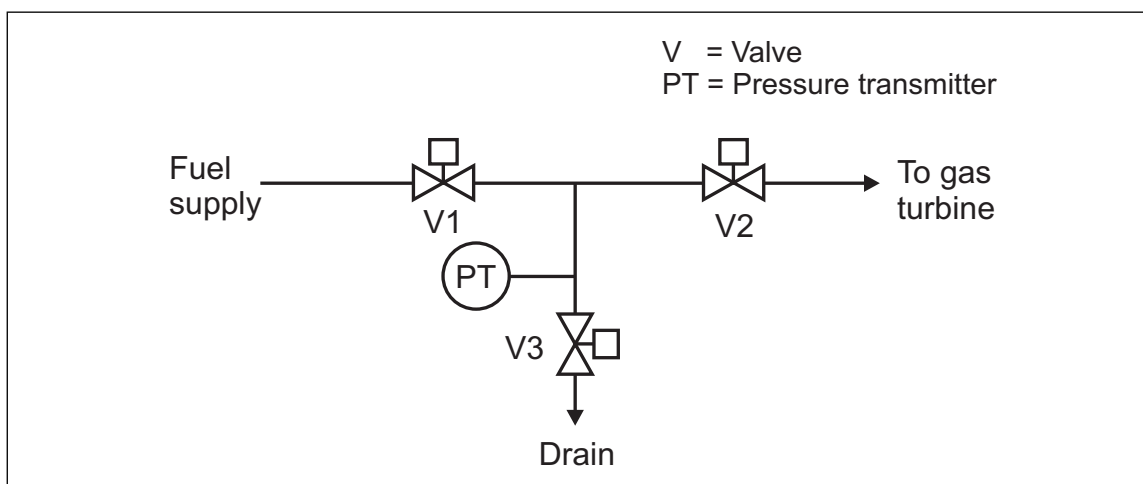 V = Valve
PT = Pressure transmitter
Fuel
supply
V1
V2
To gas
turbine
PT
V3
Drain